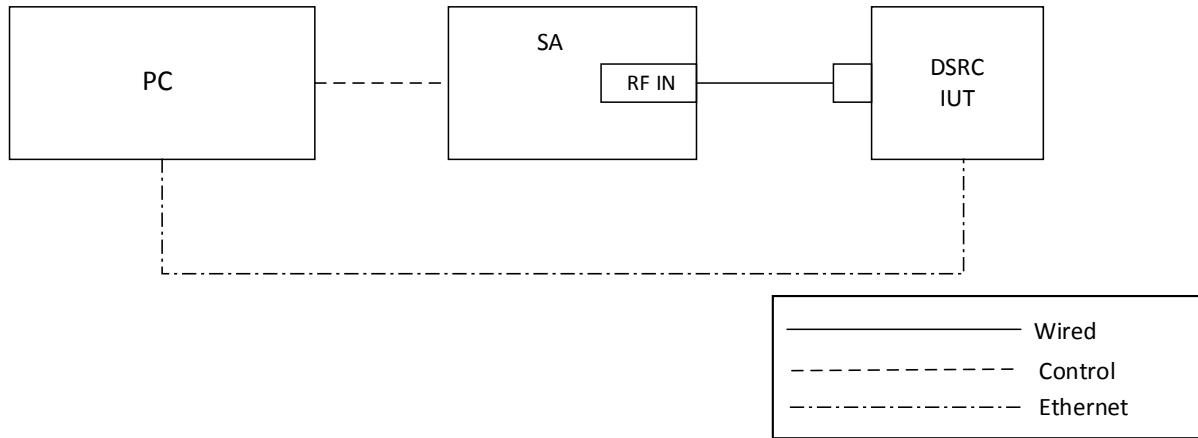 PC
SA
RF IN
DSRC
IUT
Wired
Control
Ethernet